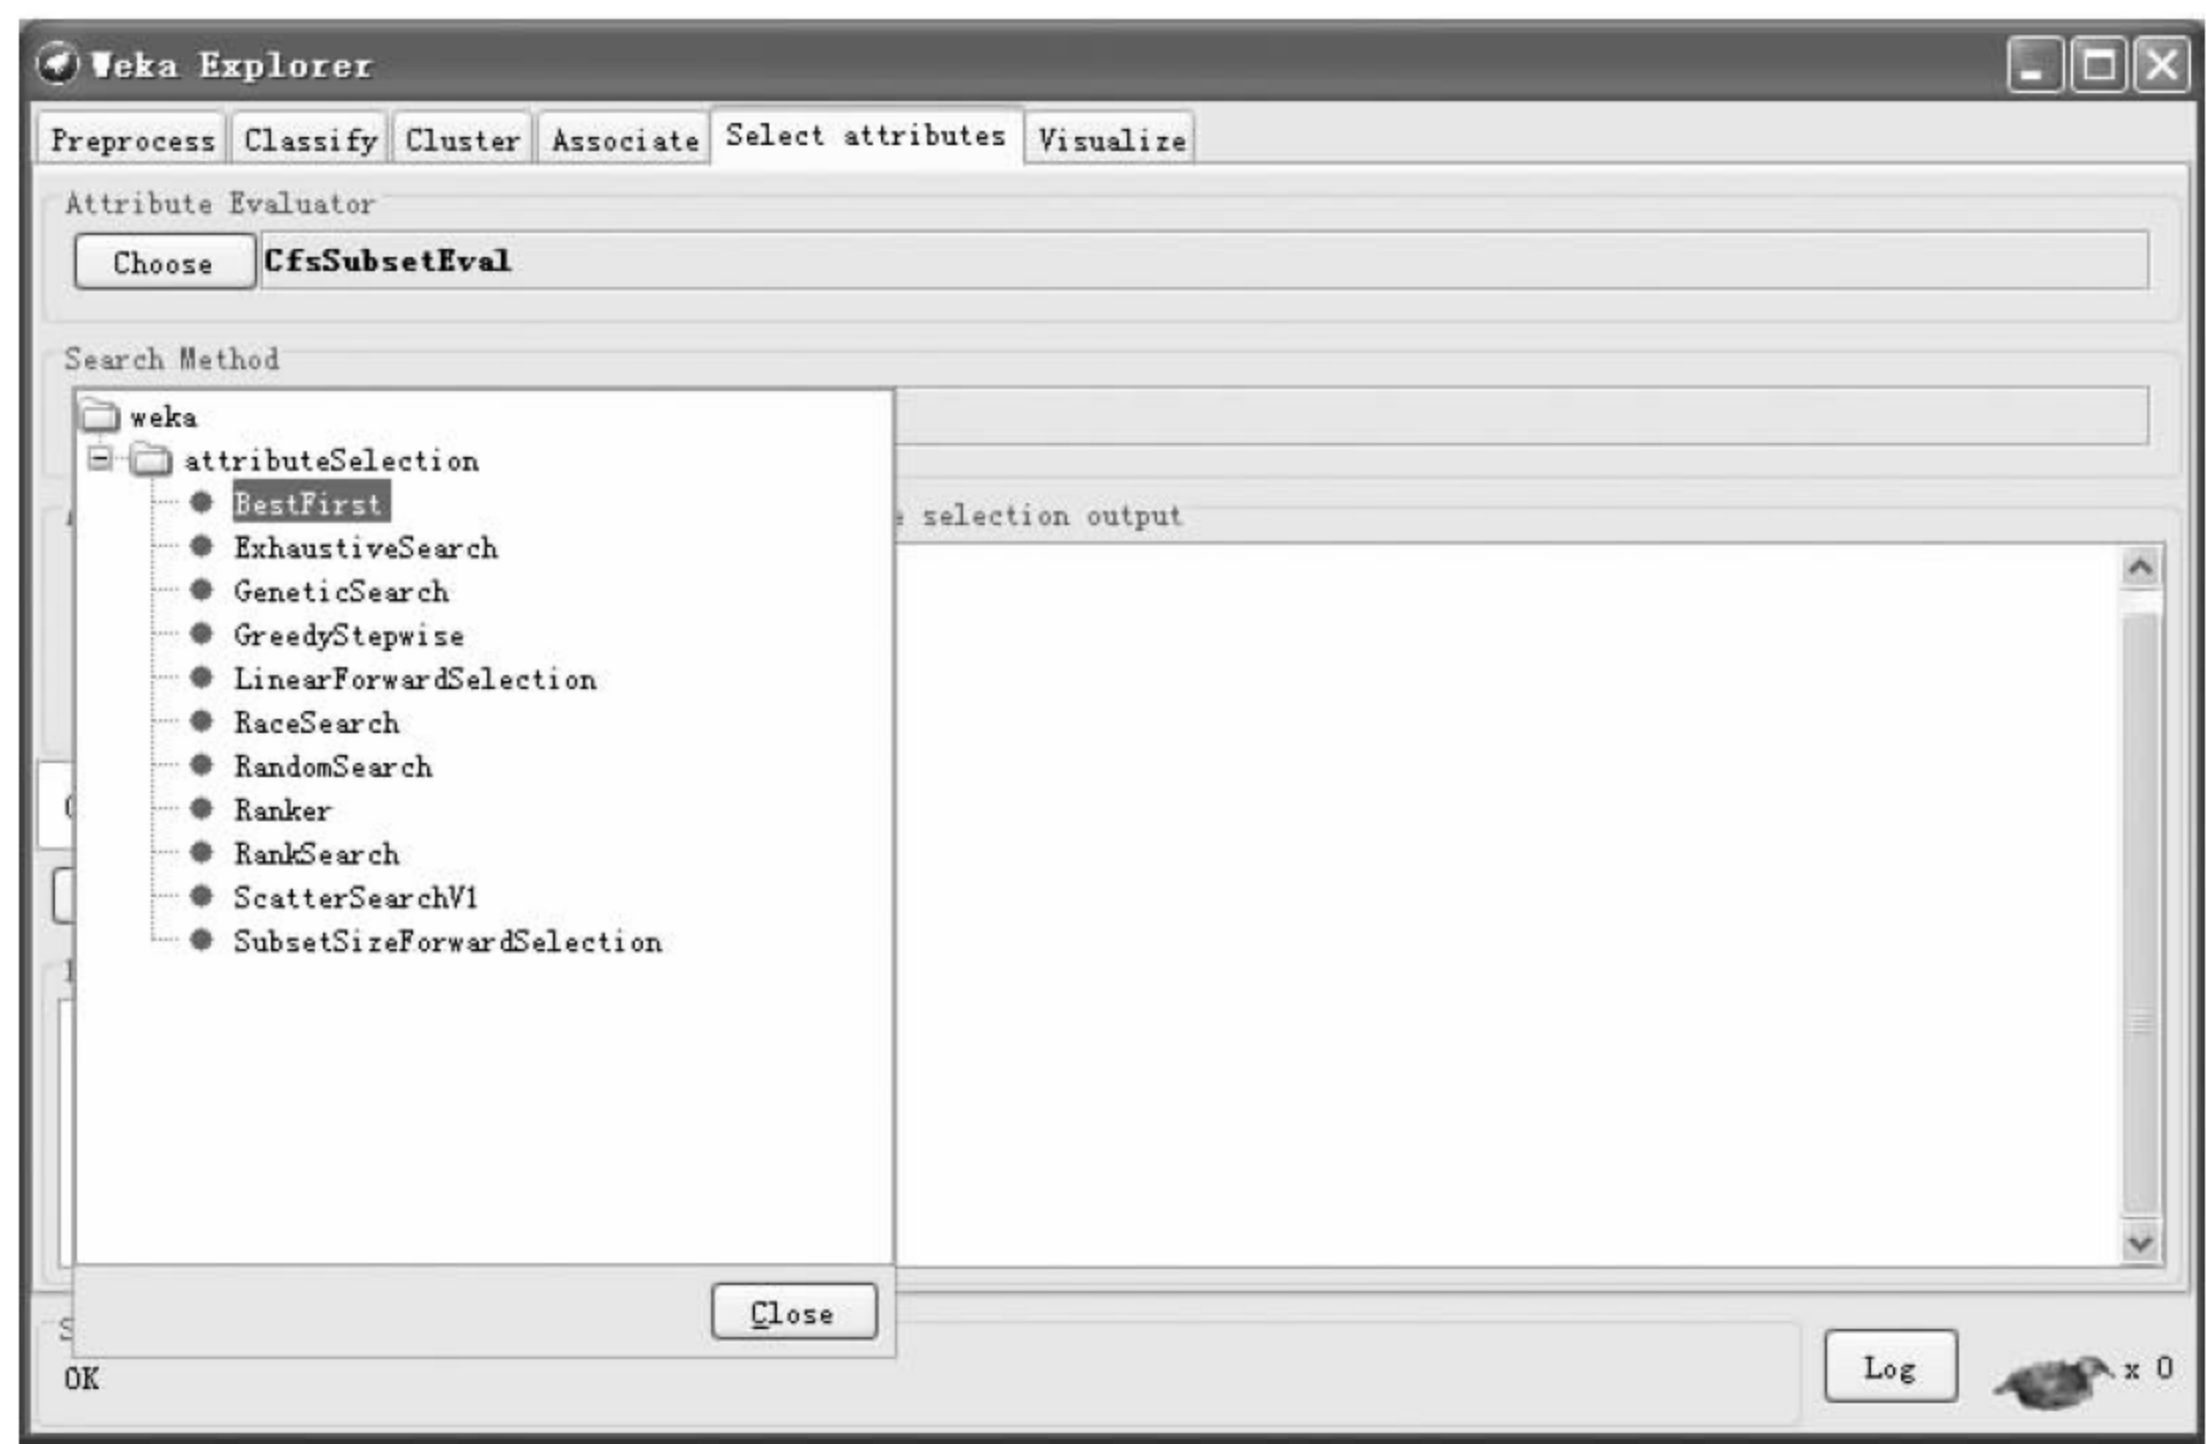 Weka Explorer
Preprocess Classify Cluster Associate Select attributes Visualize
Attribute Evaluator
Choose CfsSubsetEval
Search Method
weka
attributeSelection
BestFirst
selection output
ExhaustiveSearch
GeneticSearch
GreedyStepwise
LinearForwardSelection
RaceSearch
RandomSearch
Ranker
RankSearch
ScatterSearchV1
SubsetSizeForwardSelection
Close
OK
Log
x 0